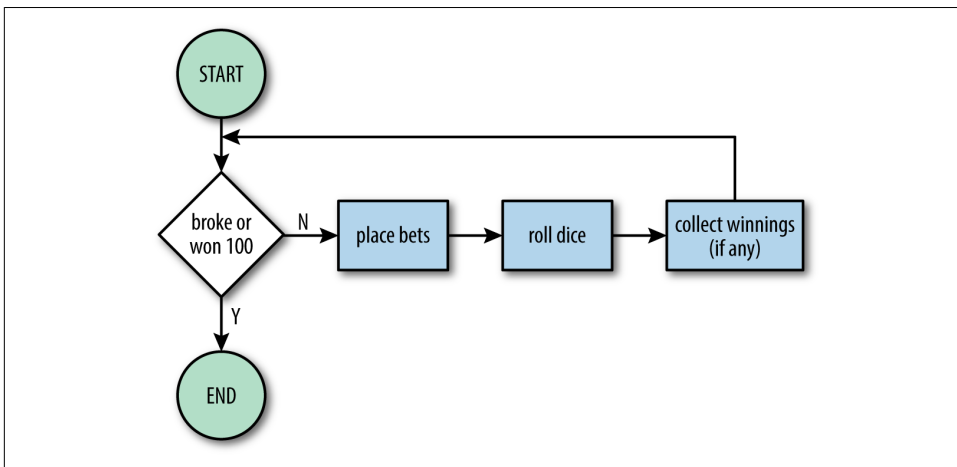 START
broke or
won 100
N
place bets
roll dice
collect winnings
(if any)
Y
END